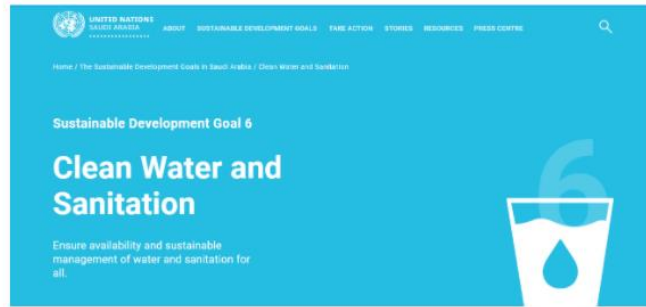 UNITED NATIONS
SAUDI ARABIA
ABOUT SUSTAINABLE DEVELOPMENT GOALS TAKE ACTION STORIES RESOURCES PRESS CENTRE
Home / The Sustainable Development Goals in Saudi Arabia / Clean Water and Sanitation
Sustainable Development Goal 6
Clean Water and
Sanitation
6
Ensure availability and sustainable
management of water and sanitation for
all.